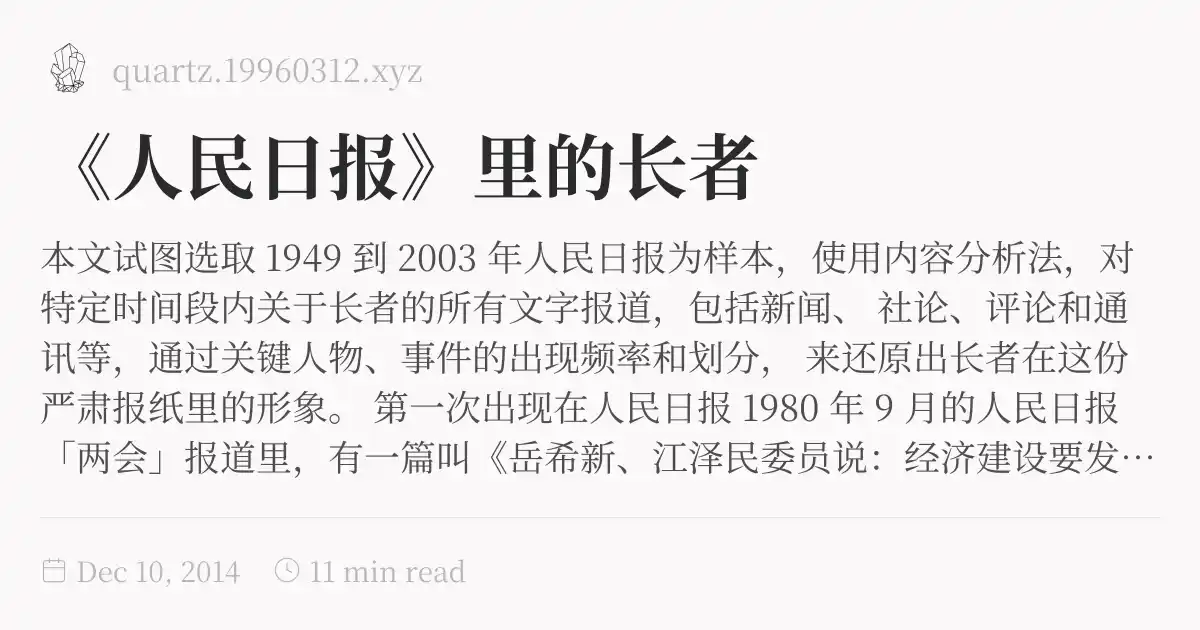 quartz.19960312.xyz
《人民日报》里的长者
本文试图选取 1949 到 2003 年人民日报为样本，使用内容分析法，对
特定时间段内关于长者的所有文字报道，包括新闻、 社论、评论和通
讯等，通过关键人物、事件的出现频率和划分， 来还原出长者在这份
严肃报纸里的形象。 第一次出现在人民日报 1980 年 9 月的人民日报
「两会」报道里，有一篇叫《岳希新、江泽民委员说：经济建设要发…
Dec 10, 2014 11 min read